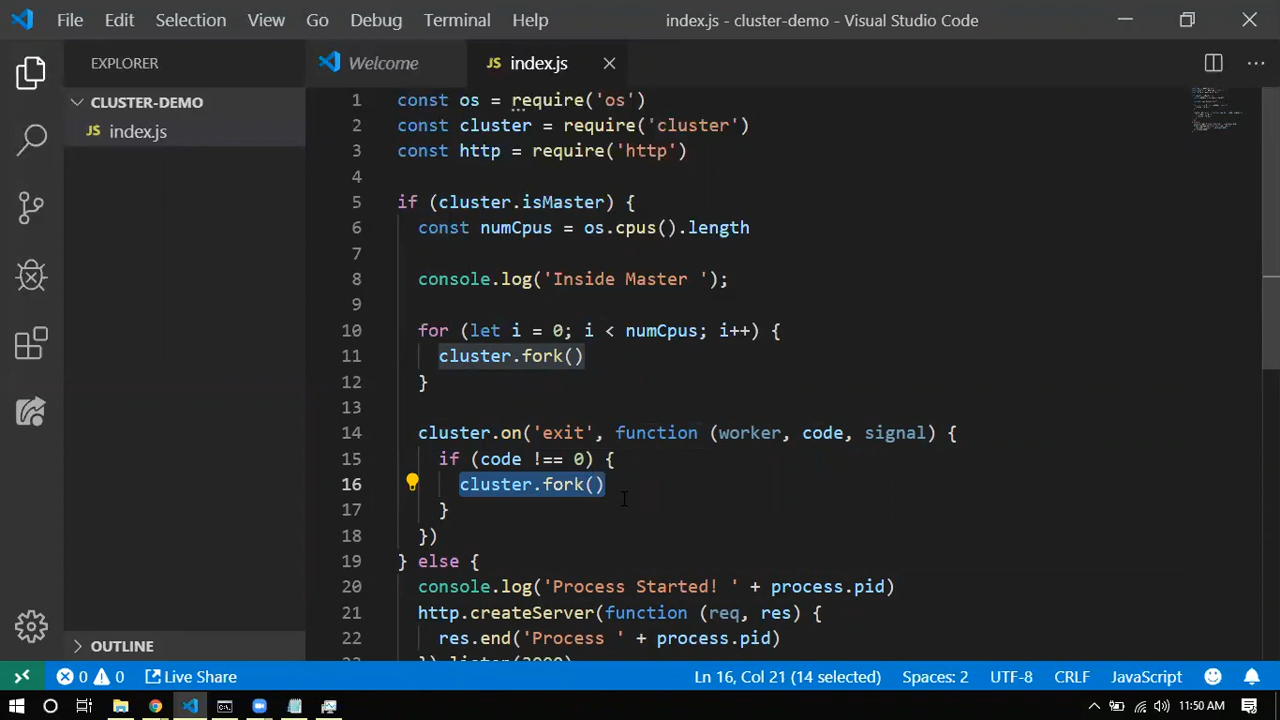 File Edit Selection View Go Debug Terminal Help index.js - cluster-demo - Visual Studio Code
EXPLORER
Welcome
JS index.js
CLUSTER-DEMO
JS index.js
1 const os = require('os')
2 const cluster = require('cluster')
3 const http = require('http')
4
5 if (cluster.isMaster) {
6 const numCpus = os.cpus().length
7
8 console.log('Inside Master ');
9
10 for (let i = 0; i < numCpus; i++) {
11 cluster.fork()
12 }
13
14 cluster.on('exit', function (worker, code, signal) {
15 if (code !== 0) {
16 cluster.fork()
17 }
18 })
19 } else {
20 console.log('Process Started! ' + process.pid)
21 http.createServer(function (req, res) {
22 res.end('Process ' + process.pid)
OUTLINE
0 0 Live Share Ln 16, Col 21 (14 selected) Spaces: 2 UTF-8 CRLF JavaScript
11:50 AM